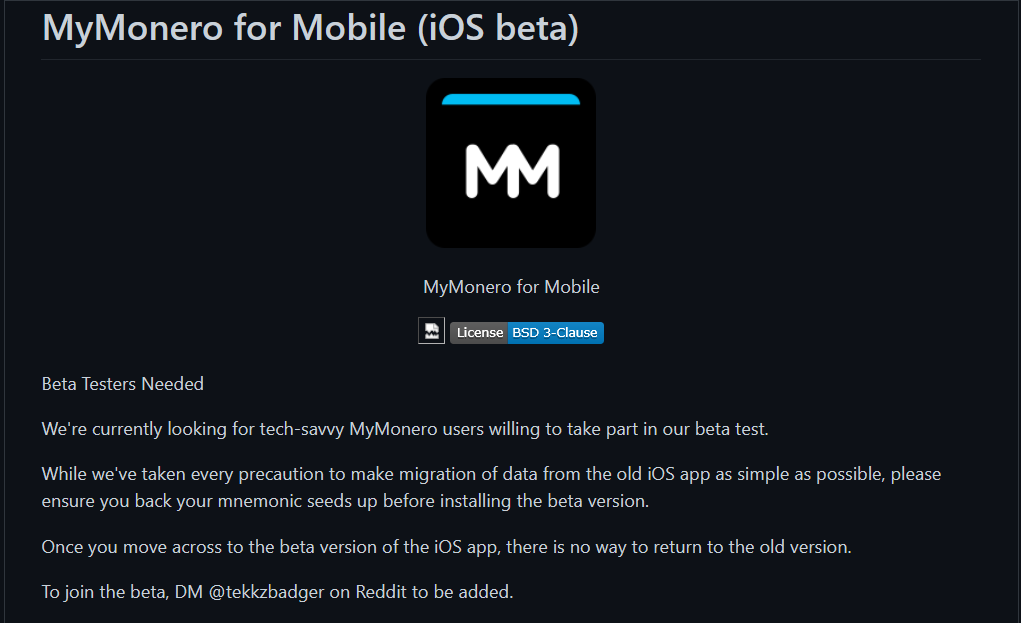 MyMonero for Mobile (iOS beta)
MM
MyMonero for Mobile
License BSD 3-Clause
Beta Testers Needed
We're currently looking for tech-savvy MyMonero users willing to take part in our beta test.
While we've taken every precaution to make migration of data from the old iOS app as simple as possible, please
ensure you back your mnemonic seeds up before installing the beta version.
Once you move across to the beta version of the iOS app, there is no way to return to the old version.
To join the beta, DM @tekkzbadger on Reddit to be added.